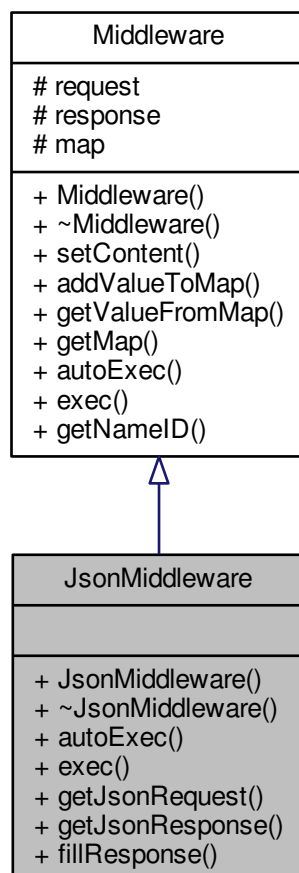 Middleware
# request
# response
# map
+ Middleware()
+ ~Middleware()
+ setContent()
+ addValueToMap()
+ getValueFromMap()
+ getMap()
+ autoExec()
+ exec()
+ getNameID()
JsonMiddleware
+ JsonMiddleware()
+ ~JsonMiddleware()
+ autoExec()
+ exec()
+ getJsonRequest()
+ getJsonResponse()
+ fillResponse()